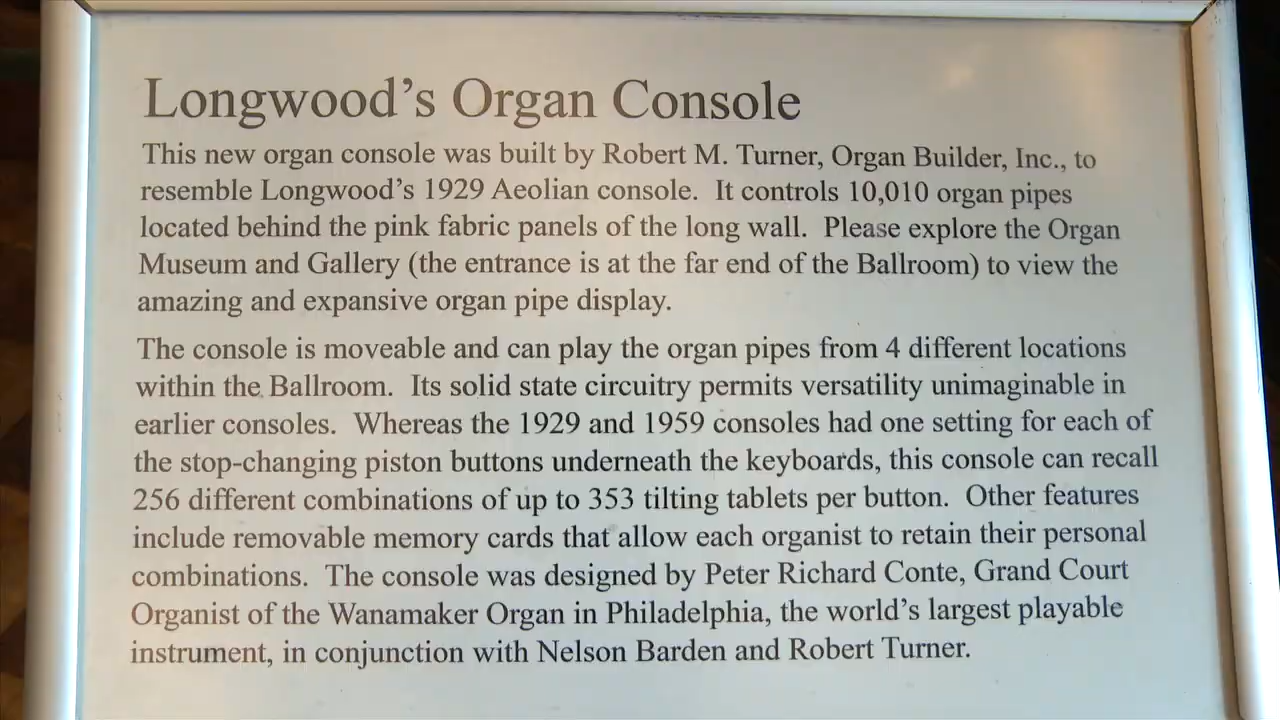 Longwood’s Organ Console
This new organ console was built by Robert M. Turner, Organ Builder, Inc., to
resemble Longwood’s 1929 Aeolian console.  It controls 10,010 organ pipes
located behind the pink fabric panels of the long wall.  Please explore the Organ
Museum and Gallery (the entrance is at the far end of the Ballroom) to view the
amazing and expansive organ pipe display.
The console is moveable and can play the organ pipes from 4 different locations
within the Ballroom.  Its solid state circuitry permits versatility unimaginable in
earlier consoles.  Whereas the 1929 and 1959 consoles had one setting for each of
the stop-changing piston buttons underneath the keyboards, this console can recall
256 different combinations of up to 353 tilting tablets per button.  Other features
include removable memory cards that allow each organist to retain their personal
combinations.  The console was designed by Peter Richard Conte, Grand Court
Organist of the Wanamaker Organ in Philadelphia, the world’s largest playable
instrument, in conjunction with Nelson Barden and Robert Turner.